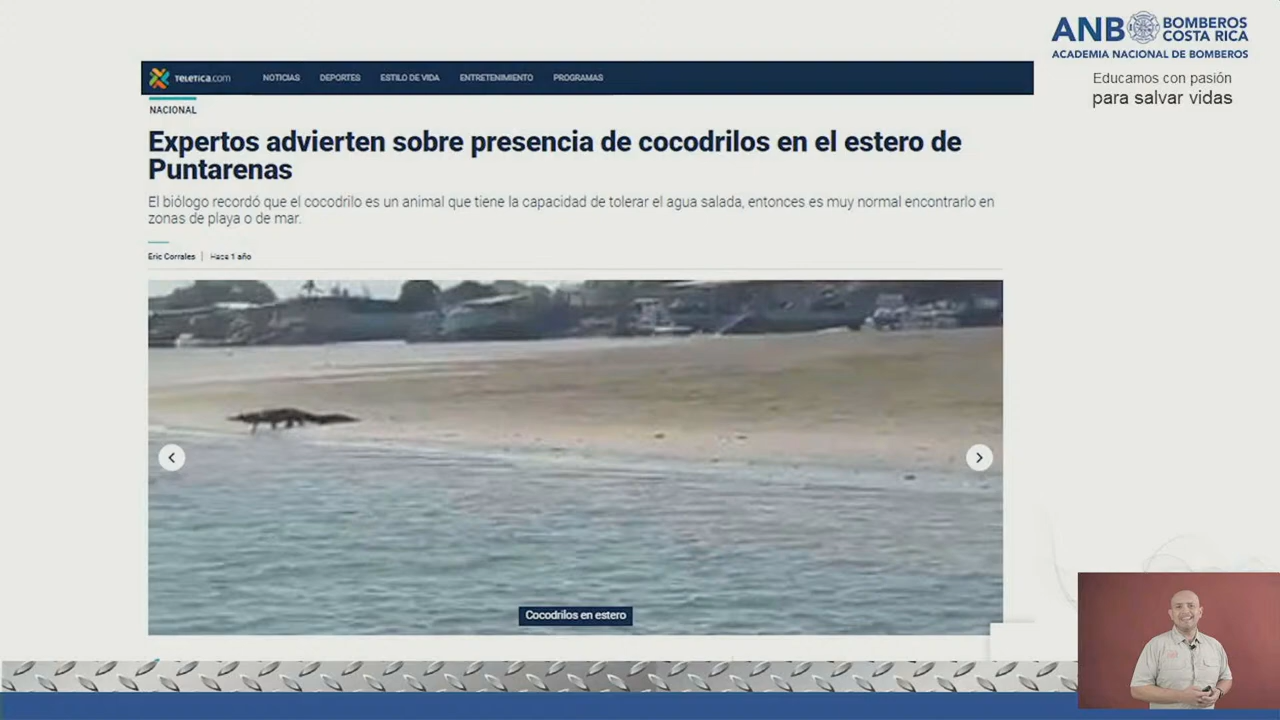 ANB BOMBEROS COSTA RICA
ACADEMIA NACIONAL DE BOMBEROS
Educamos con pasión
para salvar vidas
TELETICA.COM NOTICIAS DEPORTES ESTILO DE VIDA ENTRETENIMIENTO PROGRAMAS
NACIONAL
Expertos advierten sobre presencia de cocodrilos en el estero de
Puntarenas
El biólogo recordó que el cocodrilo es un animal que tiene la capacidad de tolerar el agua salada, entonces es muy normal encontrarlo en
zonas de playa o de mar.
Eric Corrales | Hace 1 año
Cocodrilos en estero